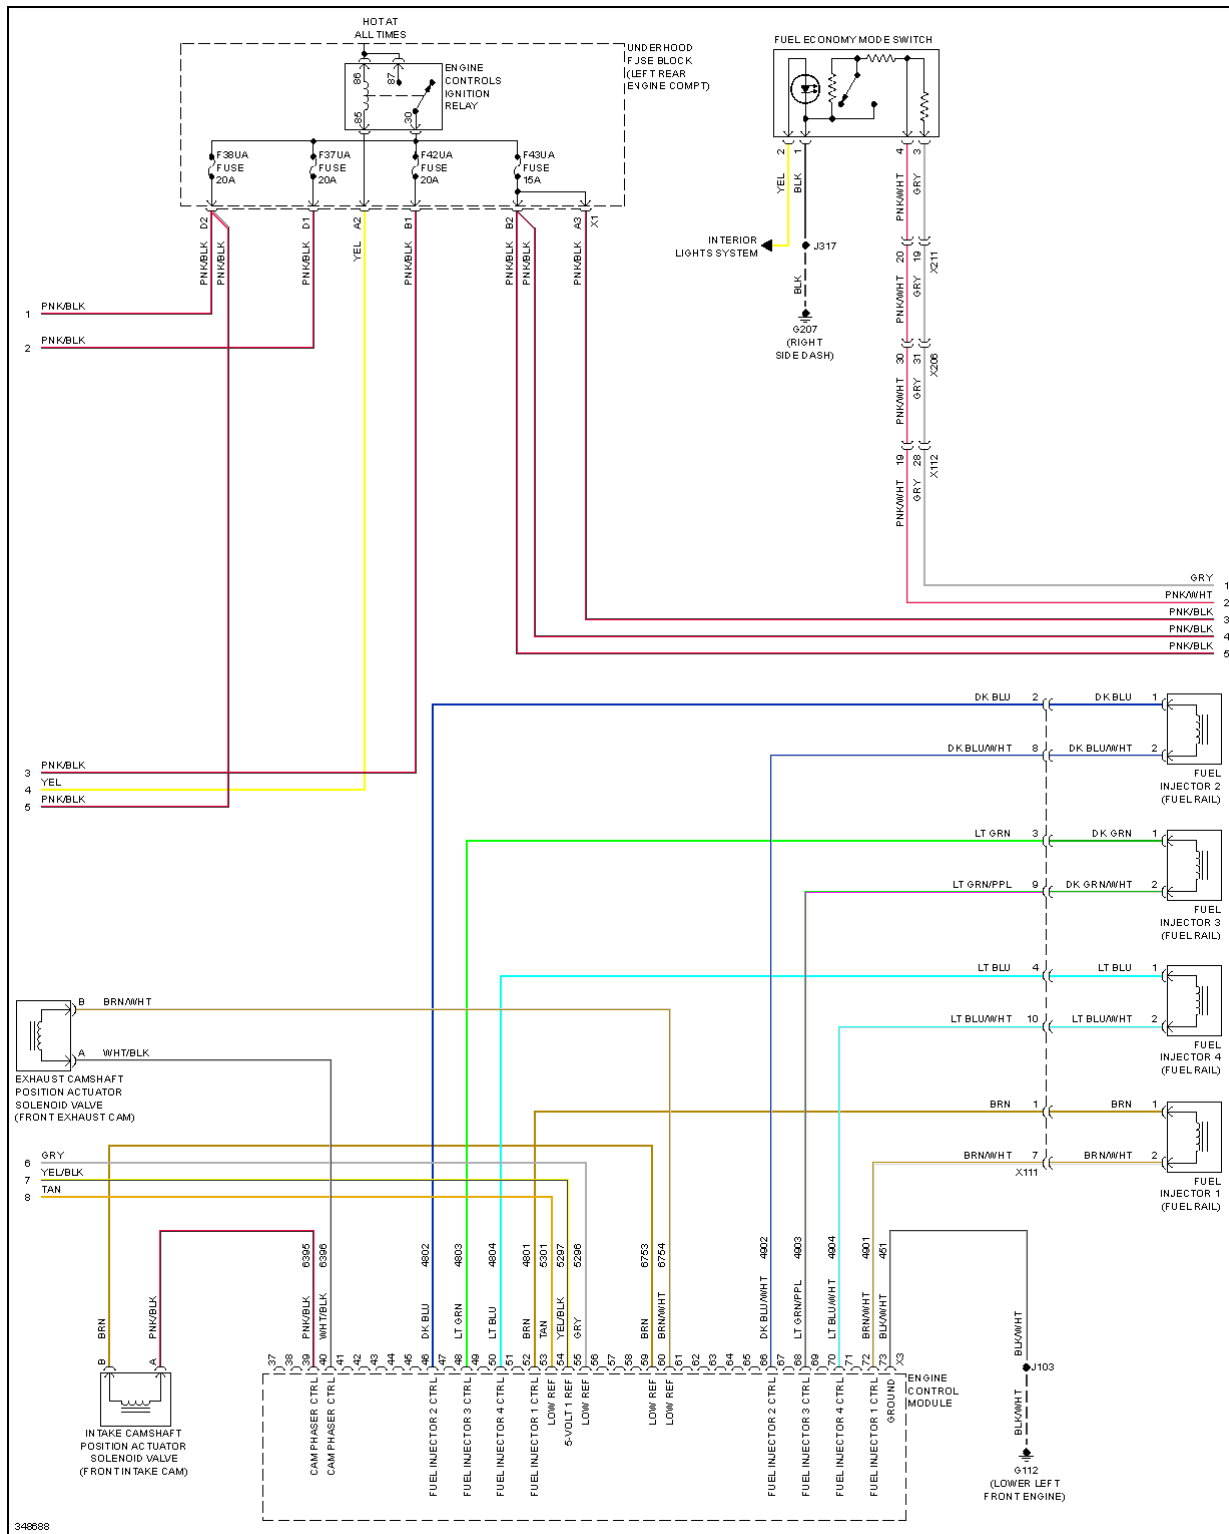 HOT AT
ALL TIMES
UNDERHOOD
FUSE BLOCK
(LEFT REAR
ENGINE COMPT)
ENGINE
CONTROLS
IGNITION
RELAY
86
87
85
30
F38UA
FUSE
20A
F37UA
FUSE
20A
F42UA
FUSE
20A
F43UA
FUSE
15A
D2
D1
A2
B1
B2
A3
X1
PNK/BLK
PNK/BLK
PNK/BLK
YEL
PNK/BLK
PNK/BLK
PNK/BLK
PNK/BLK
FUEL ECONOMY MODE SWITCH
2
1
4
3
YEL
BLK
PNK/WHT
GRY
INTERIOR
LIGHTS SYSTEM
J317
BLK
G207
(RIGHT
SIDE DASH)
20
19
X211
PNK/WHT
GRY
30
31
X206
PNK/WHT
GRY
19
28
X112
PNK/WHT
GRY
1 PNK/BLK
2 PNK/BLK
GRY 1
PNK/WHT 2
PNK/BLK 3
PNK/BLK 4
PNK/BLK 5
3 PNK/BLK
4 YEL
5 PNK/BLK
DK BLU 2 DK BLU 1
DK BLU/WHT 8 DK BLU/WHT 2
FUEL
INJECTOR 2
(FUEL RAIL)
LT GRN 3 DK GRN 1
LT GRN/PPL 9 DK GRN/WHT 2
FUEL
INJECTOR 3
(FUEL RAIL)
LT BLU 4 LT BLU 1
LT BLU/WHT 10 LT BLU/WHT 2
FUEL
INJECTOR 4
(FUEL RAIL)
BRN 1 BRN 1
BRN/WHT 7 BRN/WHT 2
X111
FUEL
INJECTOR 1
(FUEL RAIL)
B BRN/WHT
A WHT/BLK
EXHAUST CAMSHAFT
POSITION ACTUATOR
SOLENOID VALVE
(FRONT EXHAUST CAM)
6 GRY
7 YEL/BLK
8 TAN
BRN
PNK/BLK
B
A
INTAKE CAMSHAFT
POSITION ACTUATOR
SOLENOID VALVE
(FRONT INTAKE CAM)
6395
6396
4802
4803
4804
4801
5301
5297
5296
6753
6754
4902
4903
4904
4901
451
PNK/BLK
WHT/BLK
DK BLU
LT GRN
LT BLU
BRN
TAN
YEL/BLK
GRY
BRN
BRN/WHT
DK BLU/WHT
LT GRN/PPL
LT BLU/WHT
BRN/WHT
BLK/WHT
37
38
39
40
41
42
43
44
45
46
47
48
49
50
51
52
53
54
55
56
57
58
59
60
61
62
63
64
65
66
67
68
69
70
71
72
73
X3
CAM PHASER CTRL
CAM PHASER CTRL
FUEL INJECTOR 2 CTRL
FUEL INJECTOR 3 CTRL
FUEL INJECTOR 4 CTRL
FUEL INJECTOR 1 CTRL
LOW REF
5-VOLT 1 REF
LOW REF
LOW REF
LOW REF
FUEL INJECTOR 2 CTRL
FUEL INJECTOR 3 CTRL
FUEL INJECTOR 4 CTRL
FUEL INJECTOR 1 CTRL
GROUND
ENGINE
CONTROL
MODULE
BLK/WHT
J103
BLK/WHT
G112
(LOWER LEFT
FRONT ENGINE)
348688